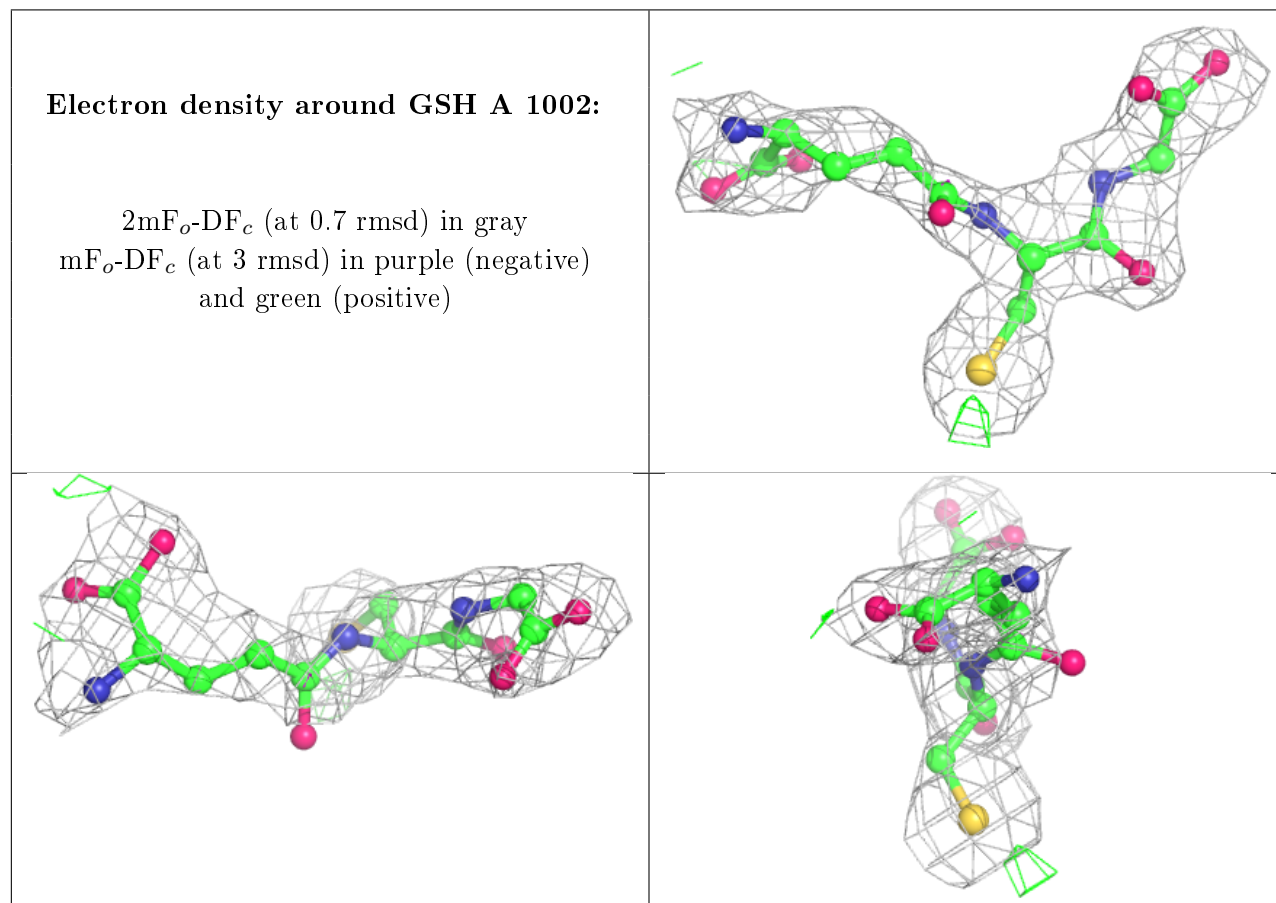 Electron density around GSH A 1002:
2mFo-DFc (at 0.7 rmsd) in gray
mFo-DFc (at 3 rmsd) in purple (negative)
and green (positive)